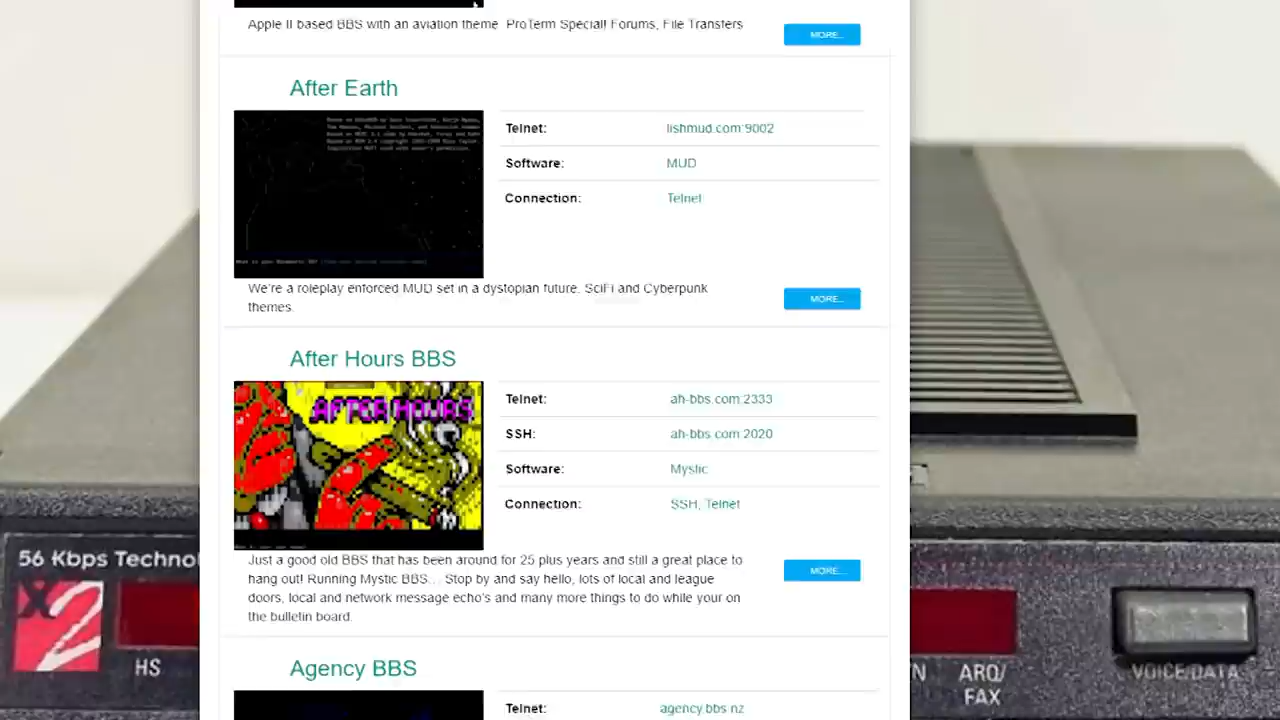 Apple II based BBS with an aviation theme ProTerm Special! Forums, File Transfers
MORE...
After Earth
Telnet: lishmud.com:9002
Software: MUD
Connection: Telnet
We're a roleplay enforced MUD set in a dystopian future. SciFi and Cyberpunk
themes.
MORE...
After Hours BBS
AFTER HOURS
Telnet: ah-bbs.com:2333
SSH: ah-bbs.com:2020
Software: Mystic
Connection: SSH, Telnet
Just a good old BBS that has been around for 25 plus years and still a great place to
hang out! Running Mystic BBS... Stop by and say hello, lots of local and league
doors, local and network message echo's and many more things to do while your on
the bulletin board.
MORE...
Agency BBS
Telnet: agency.bbs.nz
56 Kbps Technol
x2
HS
N
ARQ/
FAX
VOICE/DATA